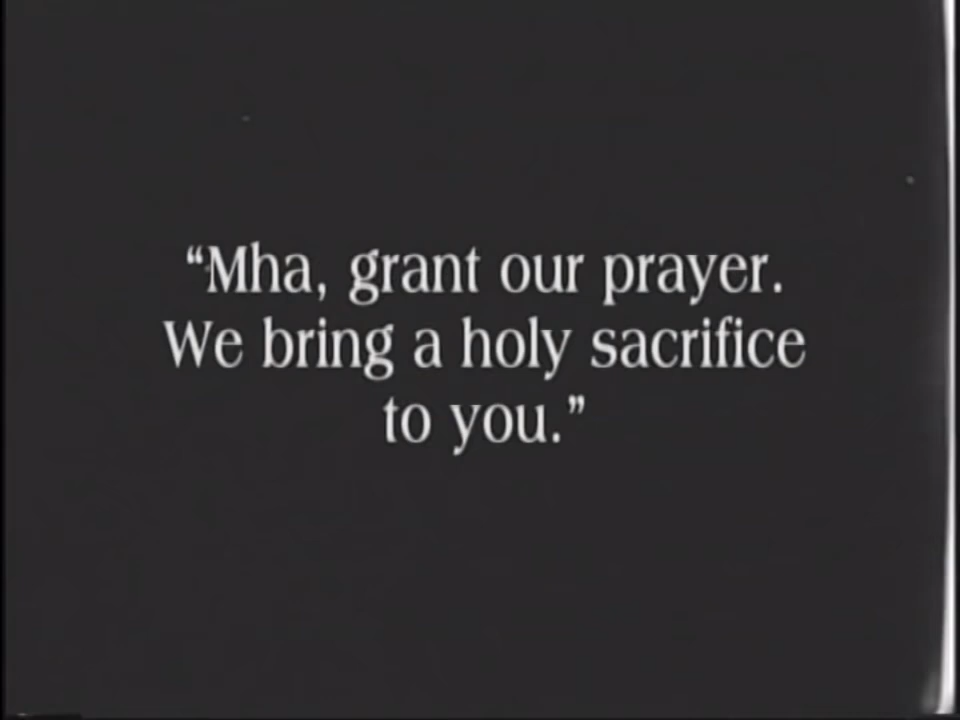 “Mha, grant our prayer.
We bring a holy sacrifice
to you.”